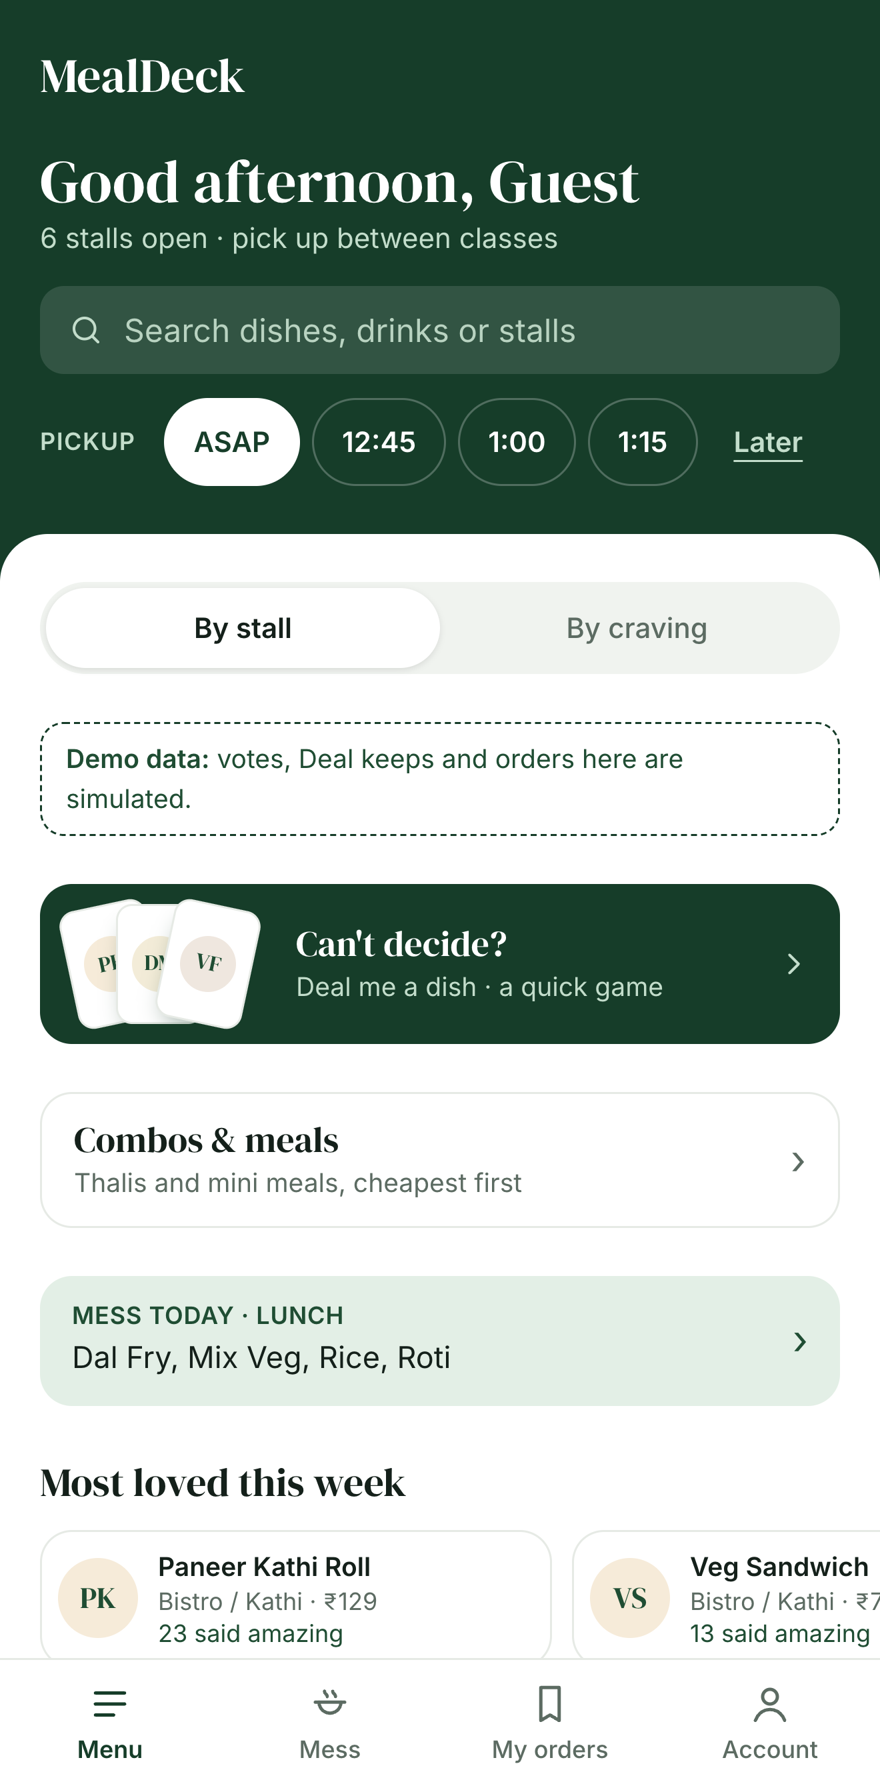 MealDeck
Good afternoon, Guest
6 stalls open · pick up between classes
Search dishes, drinks or stalls
PICKUP ASAP 12:45 1:00 1:15 Later
By stall By craving
Demo data: votes, Deal keeps and orders here are
simulated.
DM VF
Can't decide?
Deal me a dish · a quick game
Combos & meals
Thalis and mini meals, cheapest first
MESS TODAY · LUNCH
Dal Fry, Mix Veg, Rice, Roti
Most loved this week
PK
Paneer Kathi Roll
Bistro / Kathi · ₹129
23 said amazing
VS
Veg Sandwich
Bistro / Kathi · ₹7
13 said amazing
Menu Mess My orders Account